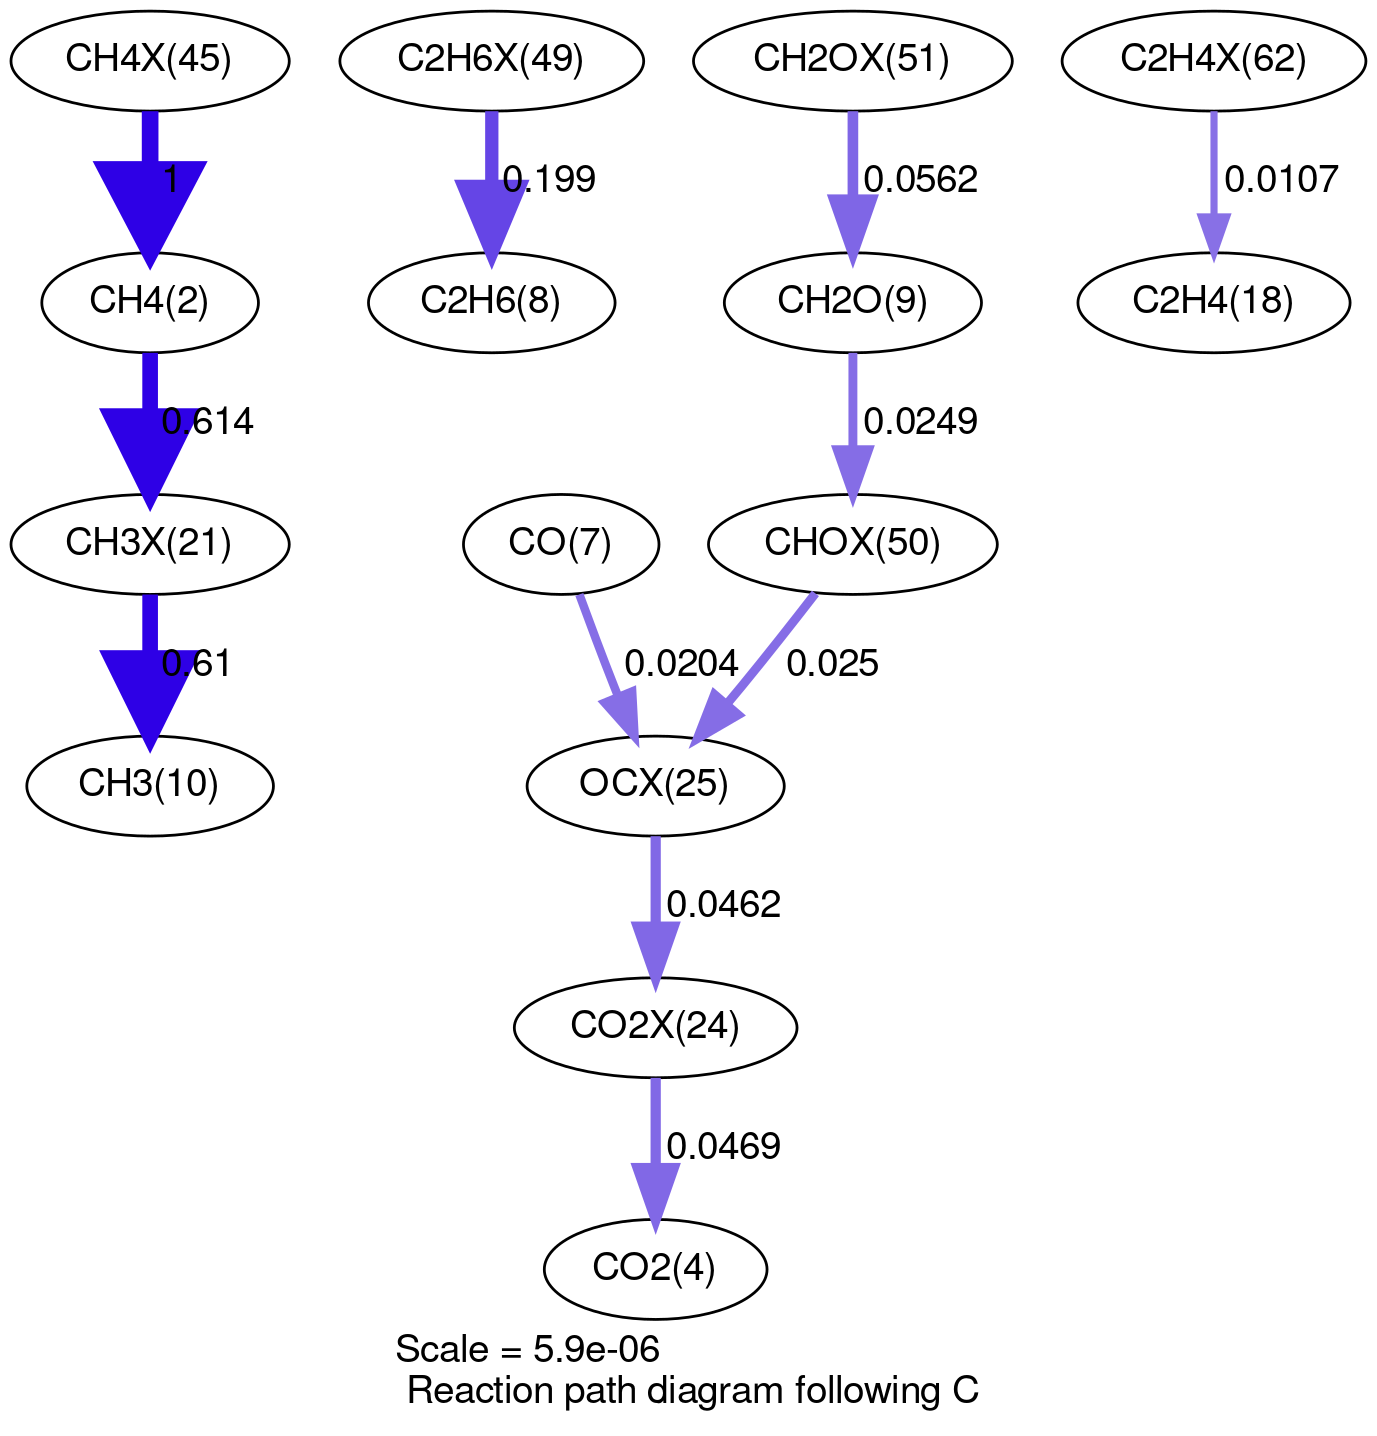 CH4X(45)
C2H6X(49)
CH2OX(51)
C2H4X(62)
1
0.199
0.0562
0.0107
CH4(2)
C2H6(8)
CH2O(9)
C2H4(18)
0.614
0.0249
CH3X(21)
CO(7)
CHOX(50)
0.61
0.0204
0.025
CH3(10)
OCX(25)
0.0462
CO2X(24)
0.0469
CO2(4)
Scale = 5.9e-06
Reaction path diagram following C